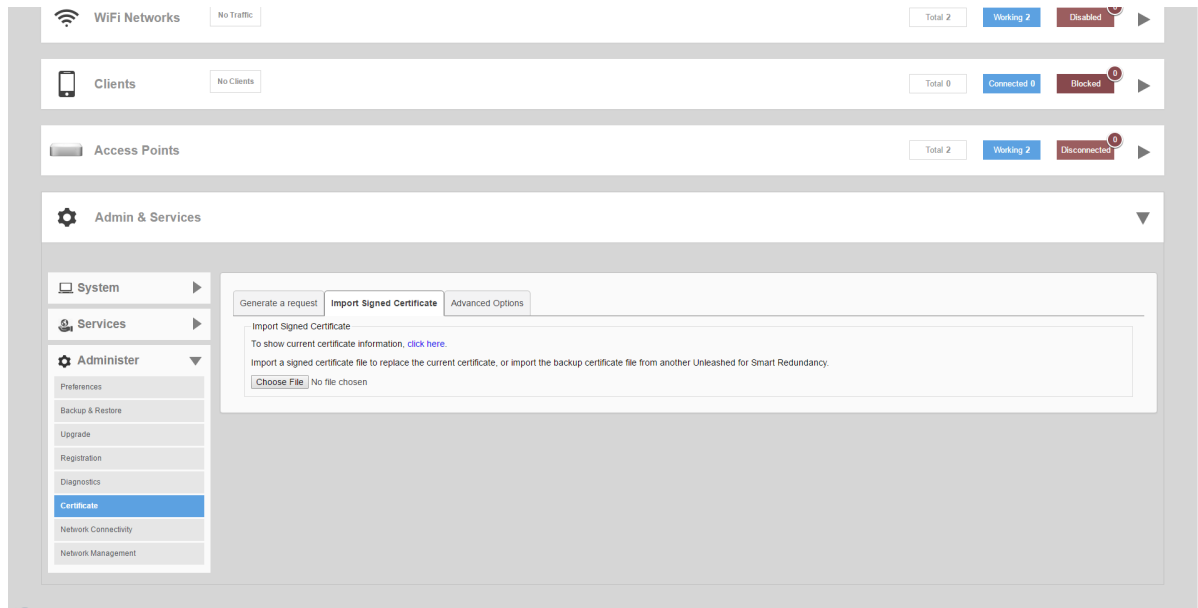 WiFi Networks
No Traffic
Total 2
Working 2
Disabled
Clients
No Clients
Total 0
Connected 0
Blocked
0
Access Points
Total 2
Working 2
Disconnected
0
Admin & Services
System
Services
Administer
Preferences
Backup & Restore
Upgrade
Registration
Diagnostics
Certificate
Network Connectivity
Network Management
Generate a request
Import Signed Certificate
Advanced Options
Import Signed Certificate
To show current certificate information, click here.
Import a signed certificate file to replace the current certificate, or import the backup certificate file from another Unleashed for Smart Redundancy.
Choose File No file chosen